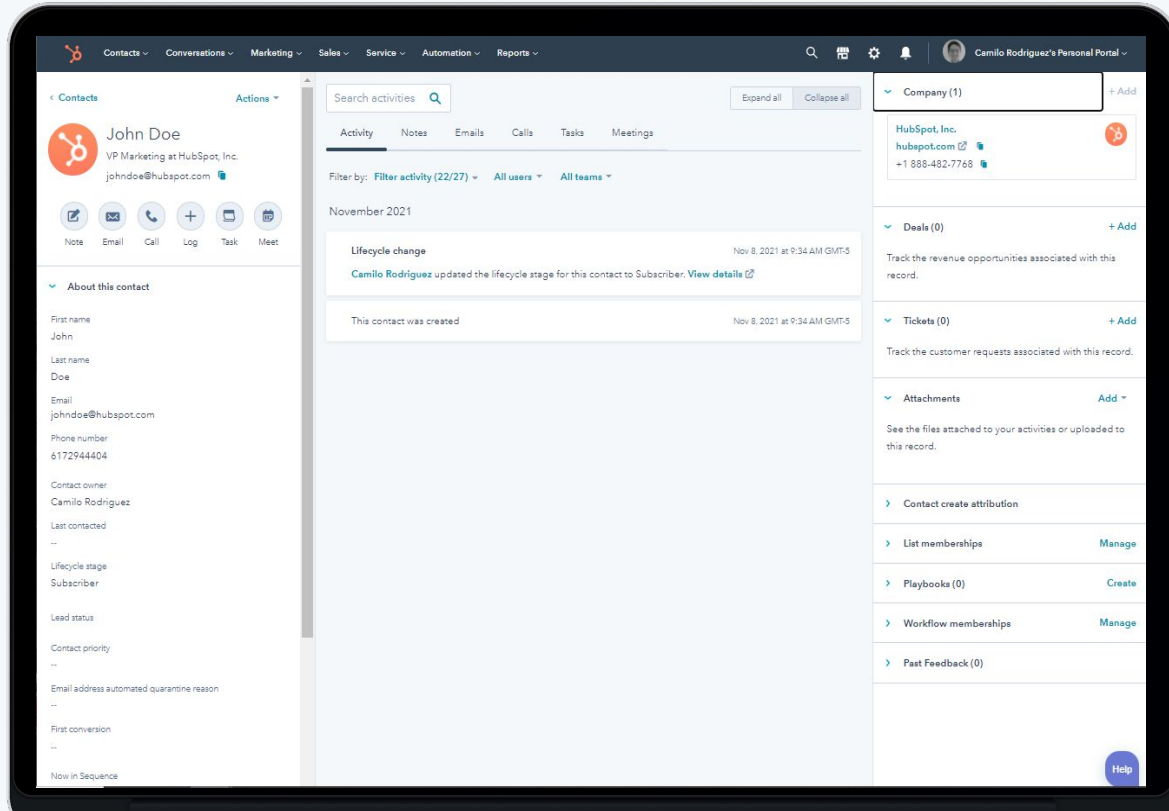 Contacts Conversations Marketing Sales Service Automation Reports Camilo Rodriguez's Personal Portal
Contacts Actions
John Doe
VP Marketing at HubSpot, Inc.
johndoe@hubspot.com
Note Email Call Log Task Meet
About this contact
First name
John
Last name
Doe
Email
johndoe@hubspot.com
Phone number
6172944404
Contact owner
Camilo Rodriguez
Last contacted
--
Lifecycle stage
Subscriber
Lead status
Contact priority
--
Email address automated quarantine reason
--
First conversion
--
Now in Sequence
Search activities Expand all Collapse all
Activity Notes Emails Calls Tasks Meetings
Filter by: Filter activity (22/27) All users All teams
November 2021
Lifecycle change Nov 8, 2021 at 9:34 AM GMT-5
Camilo Rodriguez updated the lifecycle stage for this contact to Subscriber. View details
This contact was created Nov 8, 2021 at 9:34 AM GMT-5
Company (1) + Add
HubSpot, Inc.
hubspot.com
+1 888-482-7768
Deals (0) + Add
Track the revenue opportunities associated with this
record.
Tickets (0) + Add
Track the customer requests associated with this record.
Attachments Add
See the files attached to your activities or uploaded to
this record.
Contact create attribution
List memberships Manage
Playbooks (0) Create
Workflow memberships Manage
Past Feedback (0)
Help